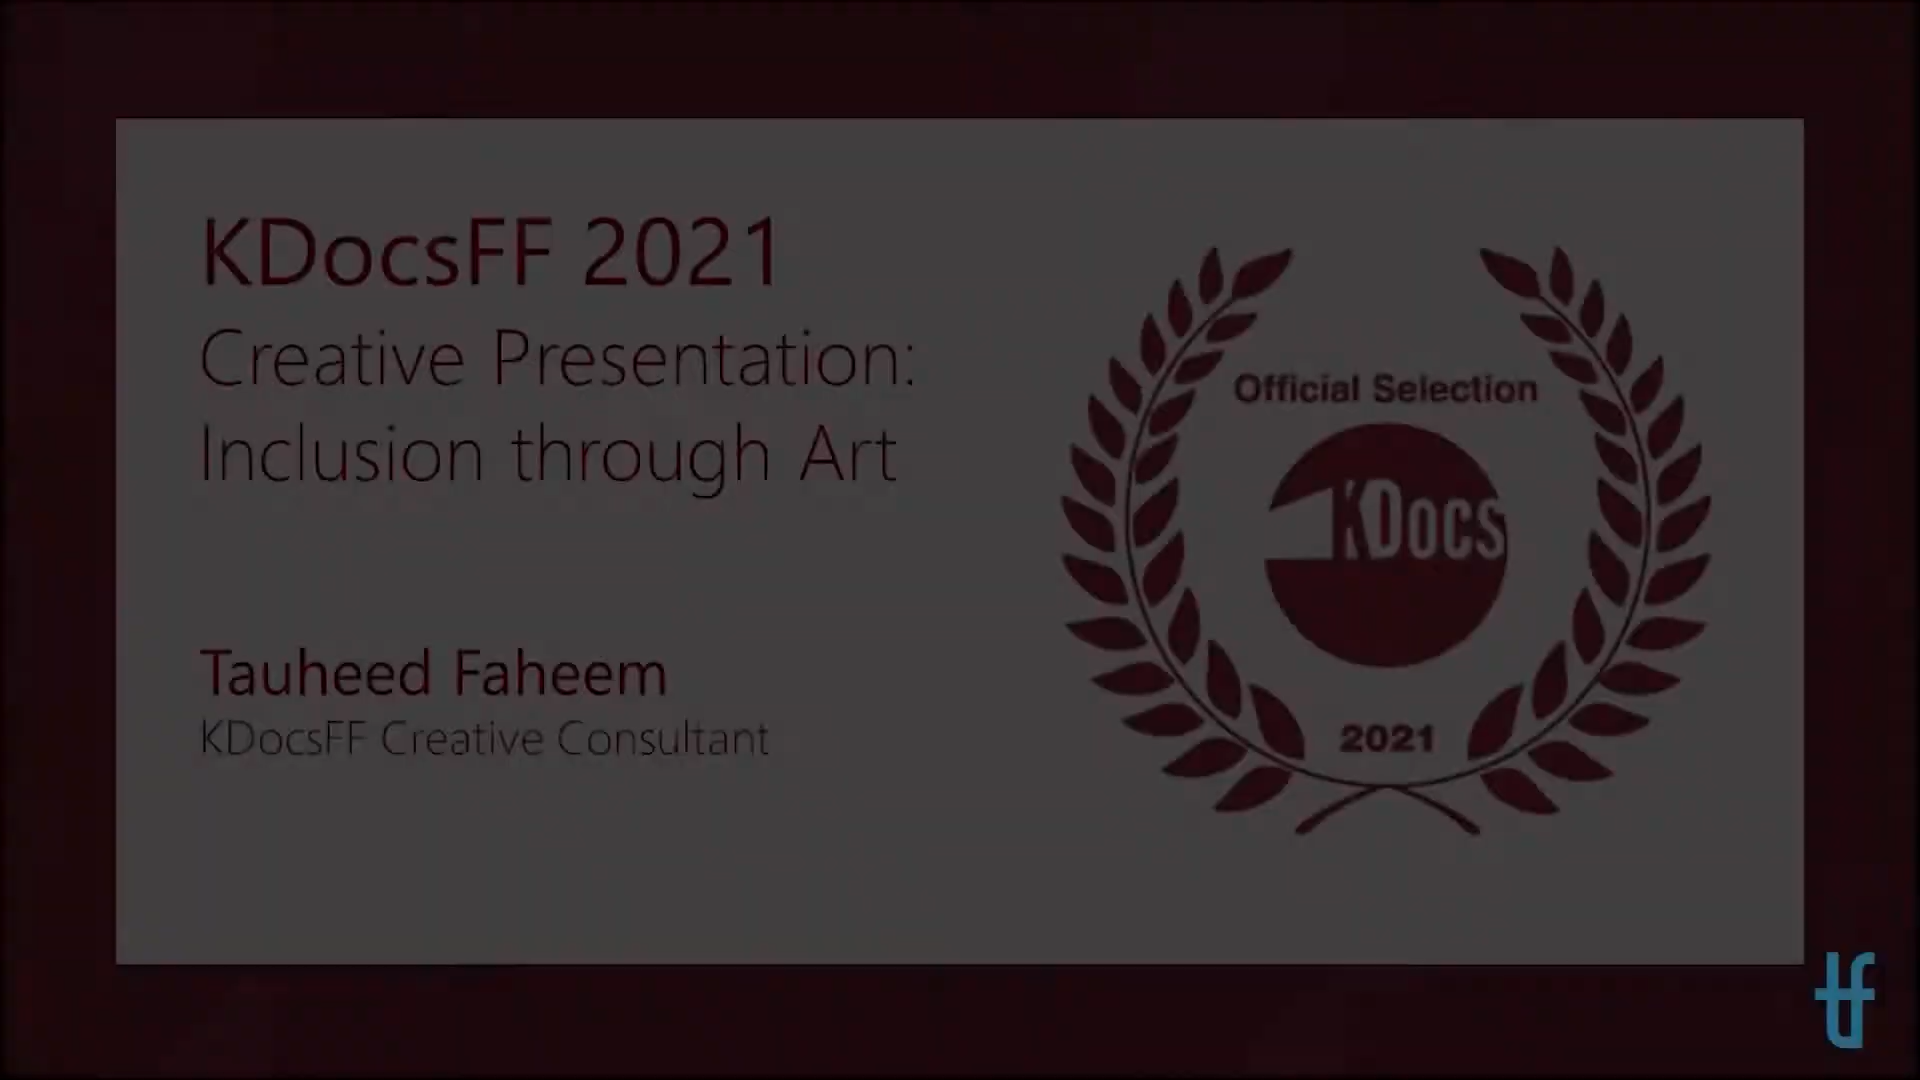 KDocsFF 2021
Creative Presentation:
Inclusion through Art
Tauheed Faheem
KDocsFF Creative Consultant
Official Selection
KDocs
2021
tf